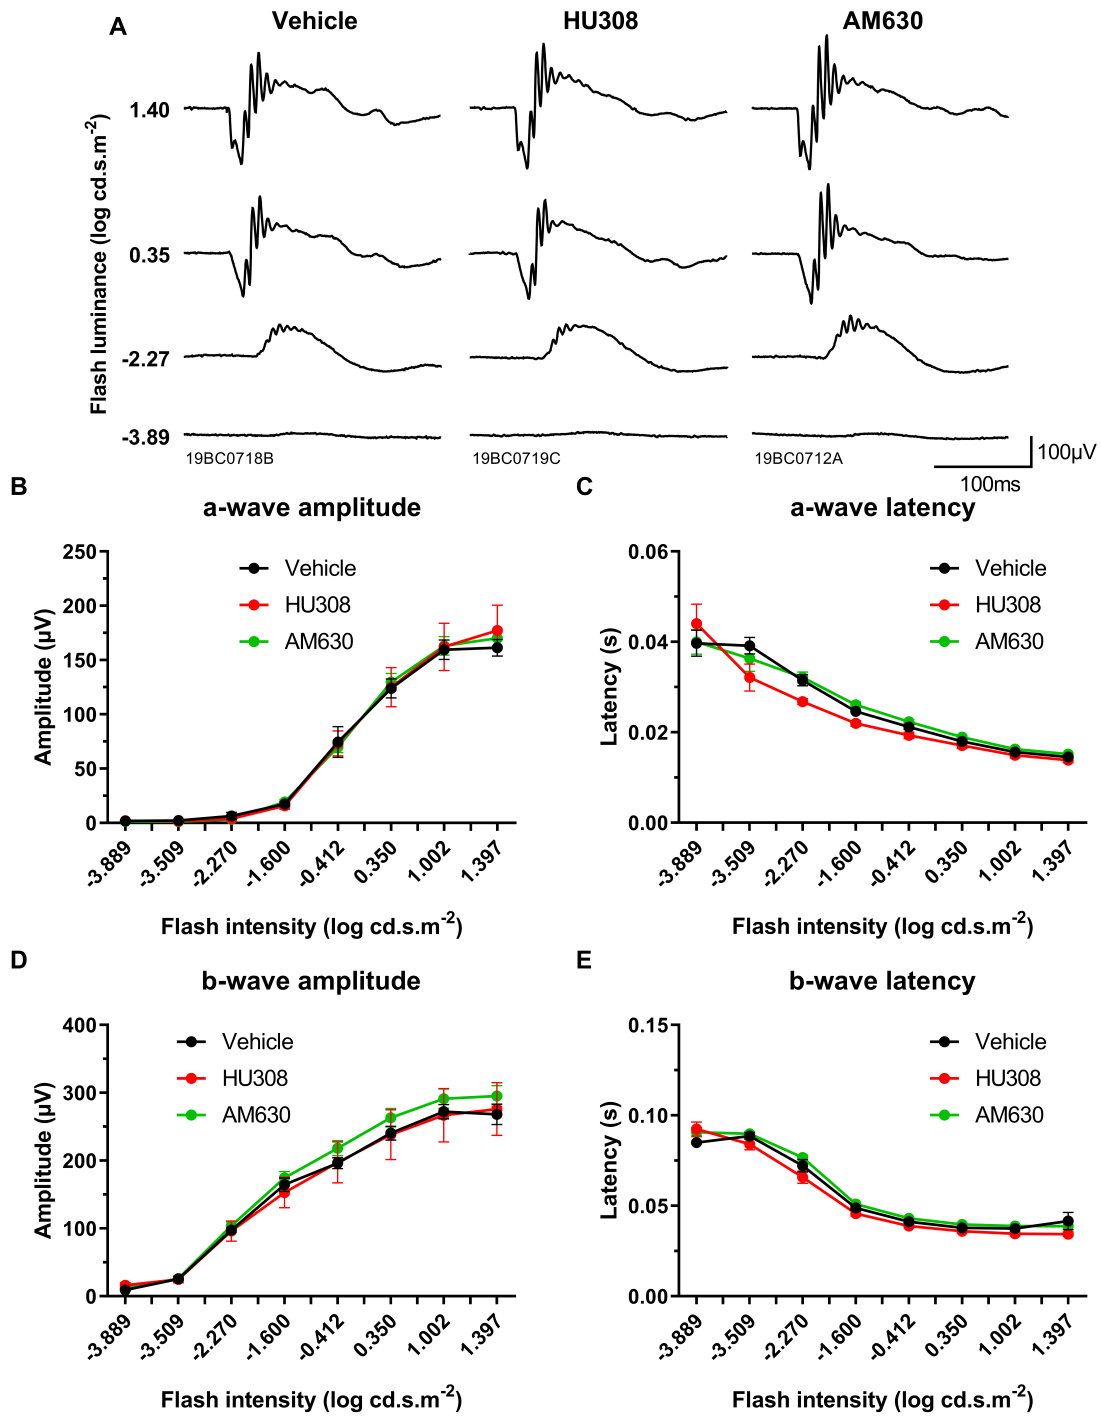 A
Vehicle
HU308
AM630
Flash luminance (log cd.s.m-2)
1.40
0.35
-2.27
-3.89
19BC0718B
19BC0719C
19BC0712A
100µV
100ms
B
a-wave amplitude
Amplitude (µV)
250
200
150
100
50
0
Vehicle
HU308
AM630
-3.889
-3.509
-2.270
-1.600
-0.412
0.350
1.002
1.397
Flash intensity (log cd.s.m-2)
C
a-wave latency
Latency (s)
0.06
0.04
0.02
0.00
Vehicle
HU308
AM630
-3.889
-3.509
-2.270
-1.600
-0.412
0.350
1.002
1.397
Flash intensity (log cd.s.m-2)
D
b-wave amplitude
Amplitude (µV)
400
300
200
100
0
Vehicle
HU308
AM630
-3.889
-3.509
-2.270
-1.600
-0.412
0.350
1.002
1.397
Flash intensity (log cd.s.m-2)
E
b-wave latency
Latency (s)
0.15
0.10
0.05
0.00
Vehicle
HU308
AM630
-3.889
-3.509
-2.270
-1.600
-0.412
0.350
1.002
1.397
Flash intensity (log cd.s.m-2)